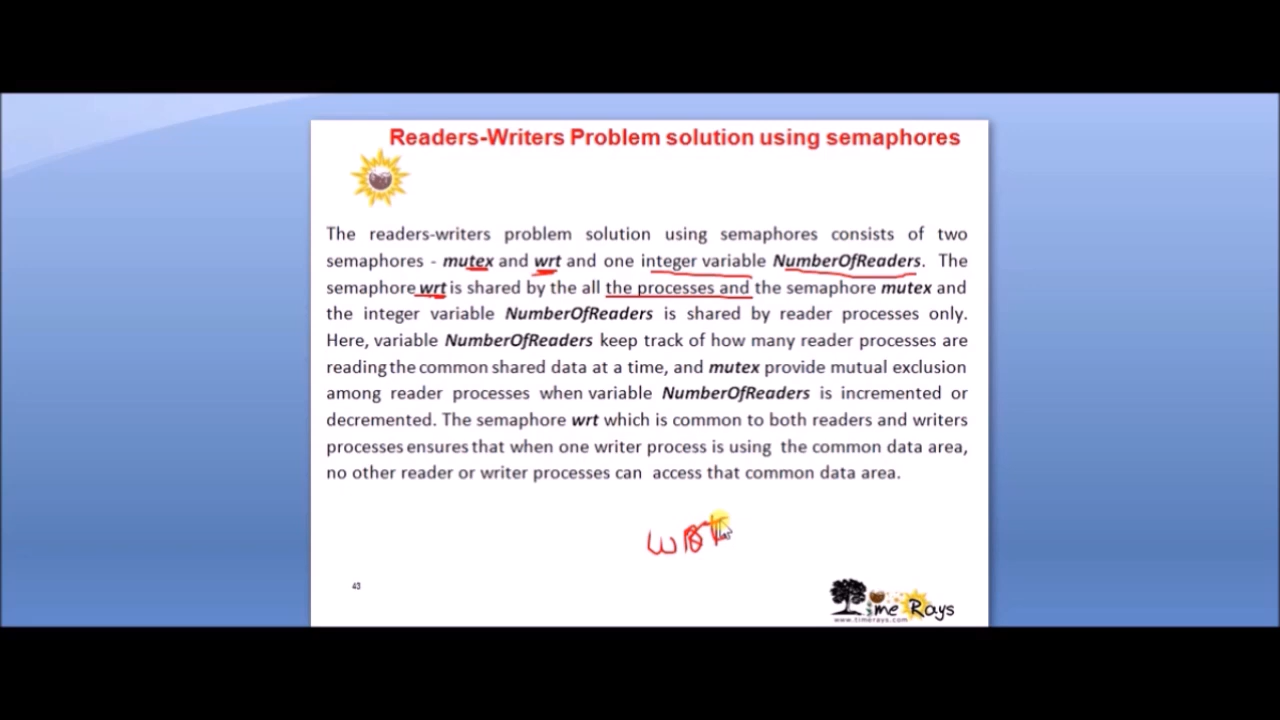 Readers-Writers Problem solution using semaphores
The readers-writers problem solution using semaphores consists of two
semaphores - mutex and wrt and one integer variable NumberOfReaders. The
semaphore wrt is shared by the all the processes and the semaphore mutex and
the integer variable NumberOfReaders is shared by reader processes only.
Here, variable NumberOfReaders keep track of how many reader processes are
reading the common shared data at a time, and mutex provide mutual exclusion
among reader processes when variable NumberOfReaders is incremented or
decremented. The semaphore wrt which is common to both readers and writers
processes ensures that when one writer process is using the common data area,
no other reader or writer processes can access that common data area.
43
Time Rays
www.timerays.com